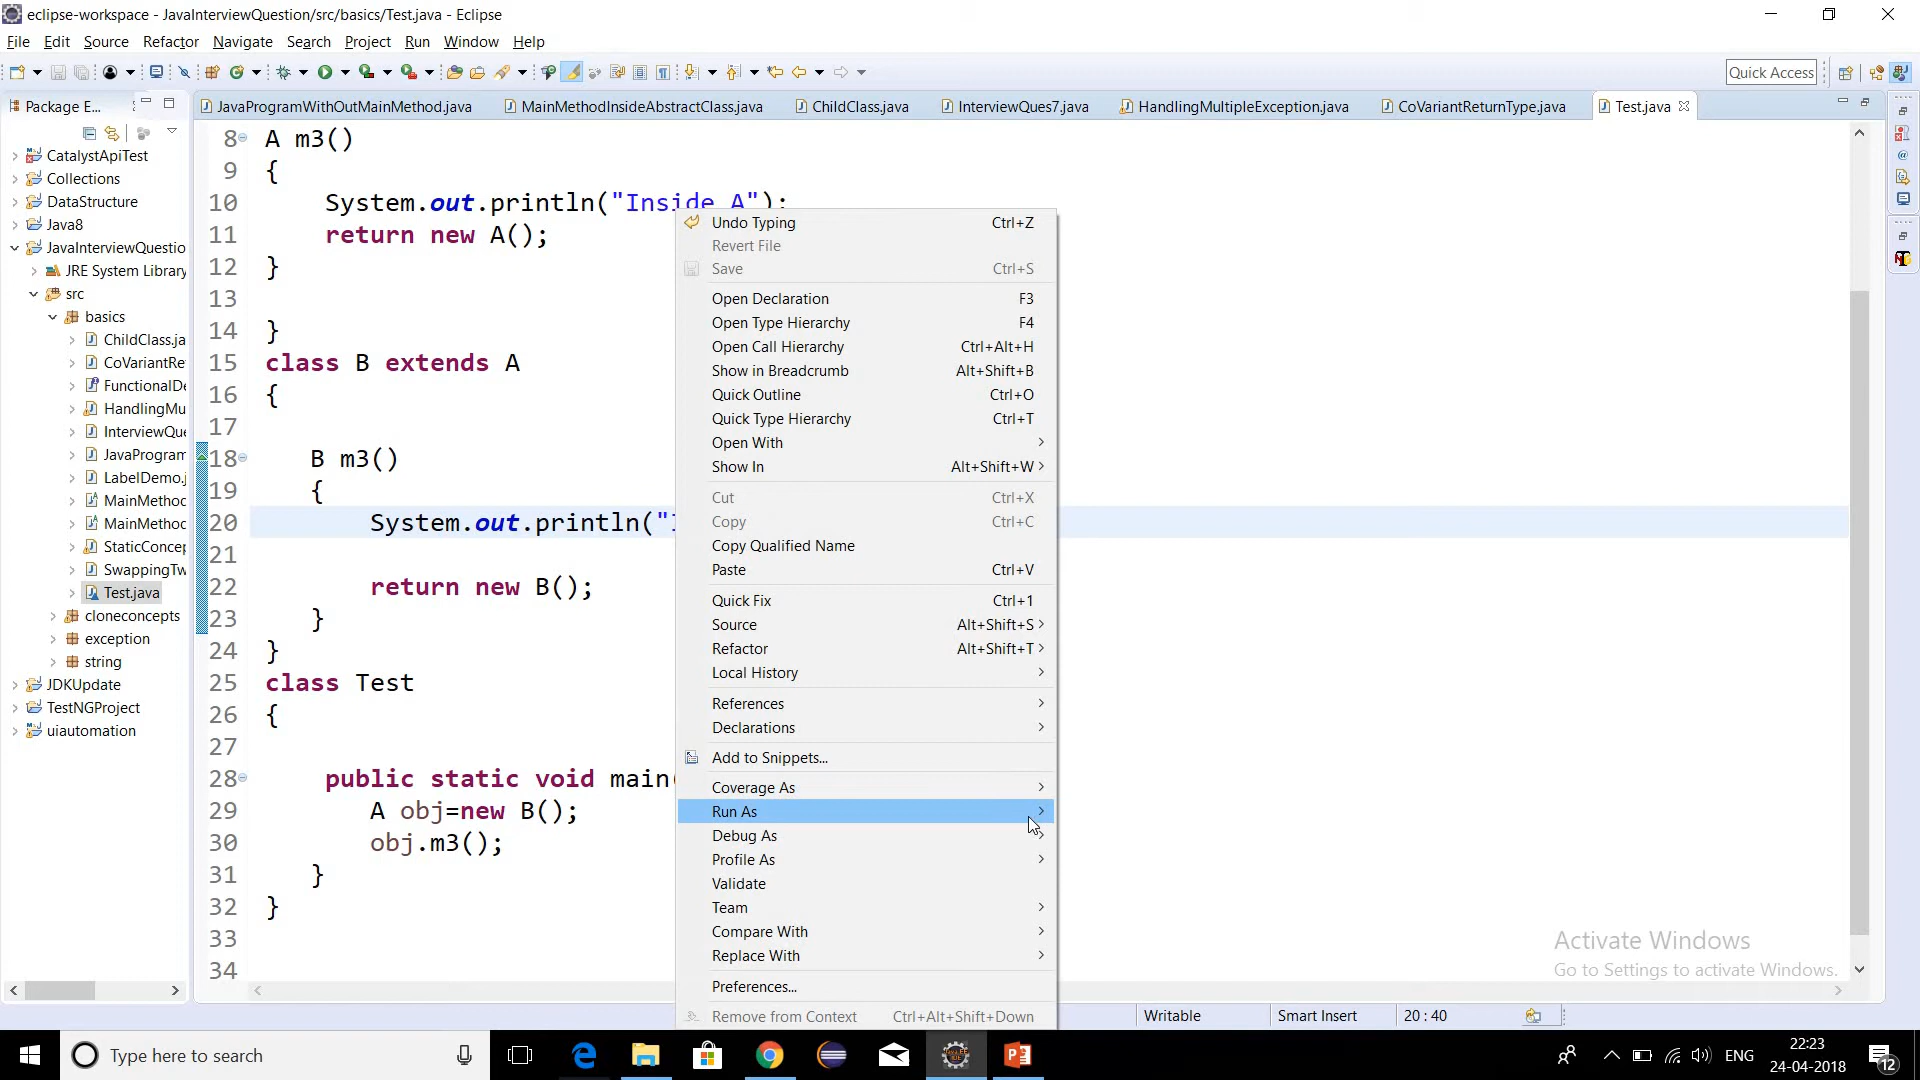 eclipse-workspace - JavaInterviewQuestion/src/basics/Test.java - Eclipse
File Edit Source Refactor Navigate Search Project Run Window Help
Quick Access
Package E...
JavaProgramWithOutMainMethod.java MainMethodInsideAbstractClass.java ChildClass.java InterviewQues7.java HandlingMultipleException.java CoVariantReturnType.java Test.java
CatalystApiTest
Collections
DataStructure
Java8
JavaInterviewQuestio
JRE System Library
src
basics
ChildClass.ja
CoVariantRe
FunctionalDe
HandlingMu
InterviewQue
JavaProgram
LabelDemo.j
MainMethod
MainMethod
StaticConcep
SwappingTw
Test.java
cloneconcepts
exception
string
JDKUpdate
TestNGProject
uiautomation
8 A m3()
9 {
10 System.out.println("Inside A");
11 return new A();
12 }
13
14 }
15 class B extends A
16 {
17
18 B m3()
19 {
20 System.out.println("I
21
22 return new B();
23 }
24 }
25 class Test
26 {
27
28 public static void main(
29 A obj=new B();
30 obj.m3();
31 }
32 }
33
34
Undo Typing Ctrl+Z
Revert File
Save Ctrl+S
Open Declaration F3
Open Type Hierarchy F4
Open Call Hierarchy Ctrl+Alt+H
Show in Breadcrumb Alt+Shift+B
Quick Outline Ctrl+O
Quick Type Hierarchy Ctrl+T
Open With
Show In Alt+Shift+W
Cut Ctrl+X
Copy Ctrl+C
Copy Qualified Name
Paste Ctrl+V
Quick Fix Ctrl+1
Source Alt+Shift+S
Refactor Alt+Shift+T
Local History
References
Declarations
Add to Snippets...
Coverage As
Run As
Debug As
Profile As
Validate
Team
Compare With
Replace With
Preferences...
Remove from Context Ctrl+Alt+Shift+Down
Activate Windows
Go to Settings to activate Windows.
Writable Smart Insert 20 : 40
Type here to search
ENG
22:23
24-04-2018
12